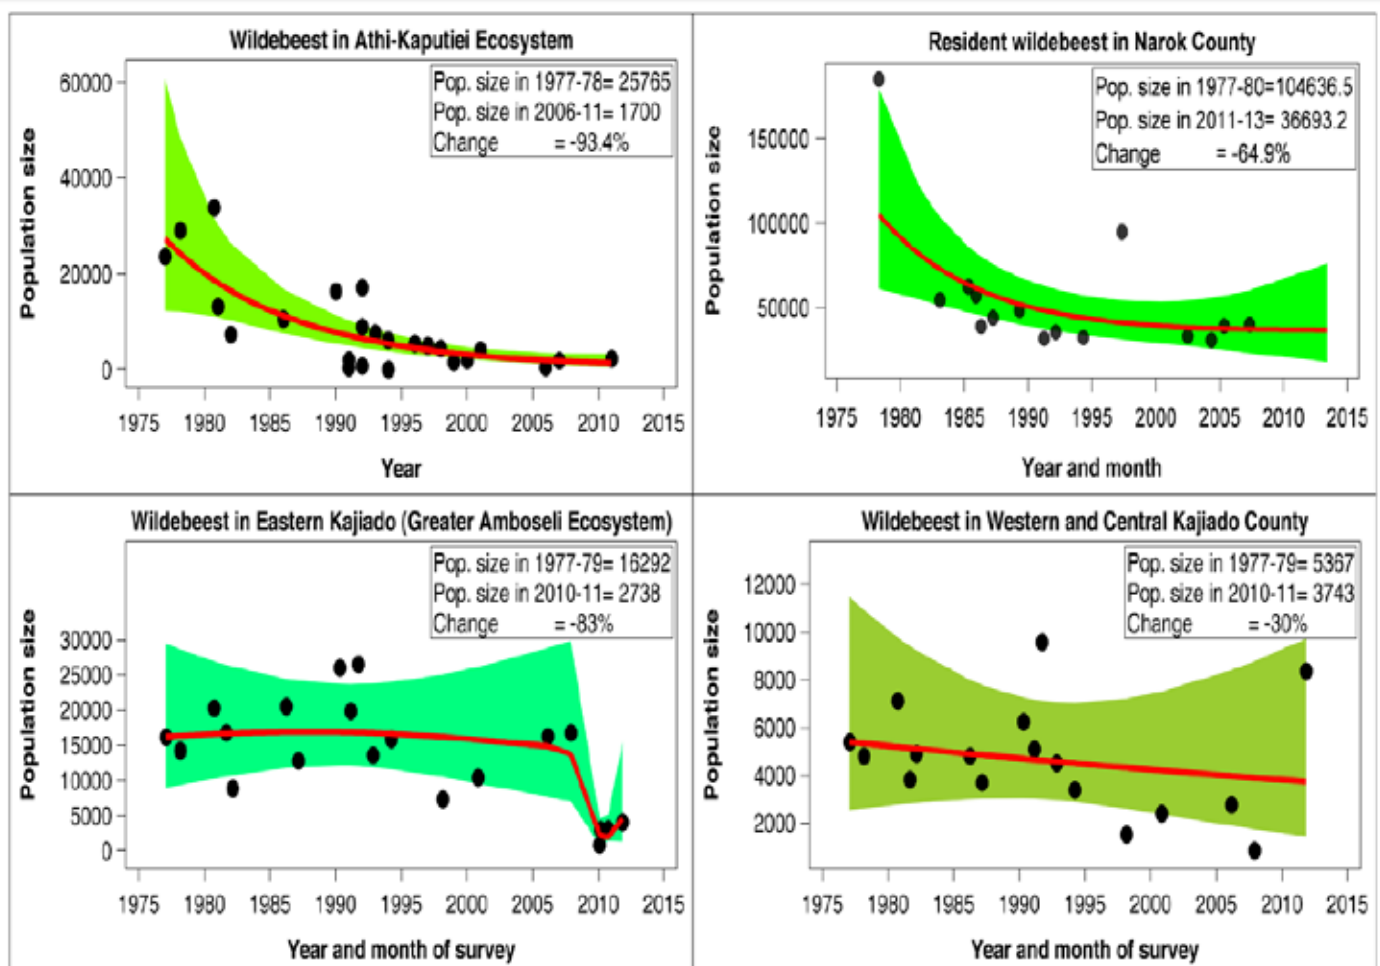 Wildebeest in Athi-Kaputiei Ecosystem
Pop. size in 1977-78= 25765
Pop. size in 2006-11= 1700
Change = -93.4%
Population size
60000
40000
20000
0
1975 1980 1985 1990 1995 2000 2005 2010 2015
Year
Resident wildebeest in Narok County
Pop. size in 1977-80=104636.5
Pop. size in 2011-13= 36693.2
Change = -64.9%
Population size
150000
100000
50000
1975 1980 1985 1990 1995 2000 2005 2010 2015
Year and month
Wildebeest in Eastern Kajiado (Greater Amboseli Ecosystem)
Pop. size in 1977-79= 16292
Pop. size in 2010-11= 2738
Change = -83%
Population size
30000
25000
20000
15000
10000
5000
0
1975 1980 1985 1990 1995 2000 2005 2010 2015
Year and month of survey
Wildebeest in Western and Central Kajiado County
Pop. size in 1977-79= 5367
Pop. size in 2010-11= 3743
Change = -30%
Population size
12000
10000
8000
6000
4000
2000
1975 1980 1985 1990 1995 2000 2005 2010 2015
Year and month of survey